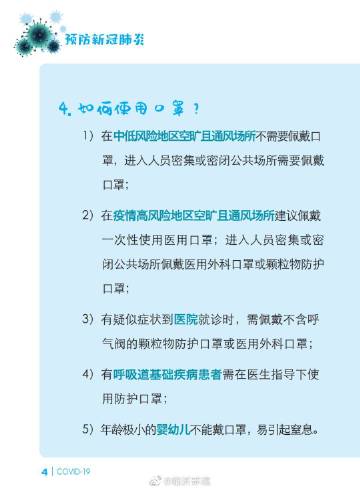 预防新冠肺炎
4.如何使用口罩？
1）在中低风险地区空旷且通风场所不需要佩戴口
罩，进入人员密集或密闭公共场所需要佩戴
口罩；
2）在疫情高风险地区空旷且通风场所建议佩戴
一次性使用医用口罩；进入人员密集或密
闭公共场所佩戴医用外科口罩或颗粒物防护
口罩；
3）有疑似症状到医院就诊时，需佩戴不含呼
气阀的颗粒物防护口罩或医用外科口罩；
4）有呼吸道基础疾病患者需在医生指导下使
用防护口罩；
5）年龄极小的婴幼儿不能戴口罩，易引起窒息。
4 | COVID-19